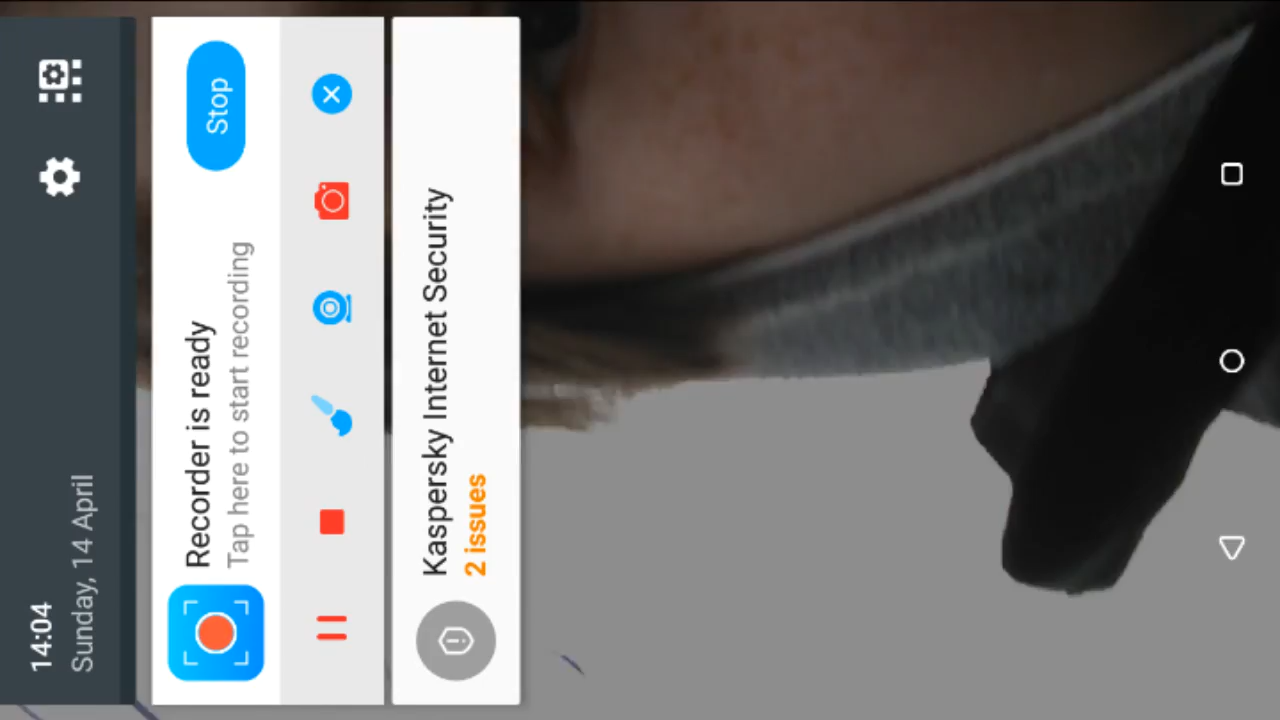 14:04
Sunday, 14 April
Recorder is ready
Tap here to start recording
Stop
Kaspersky Internet Security
2 issues